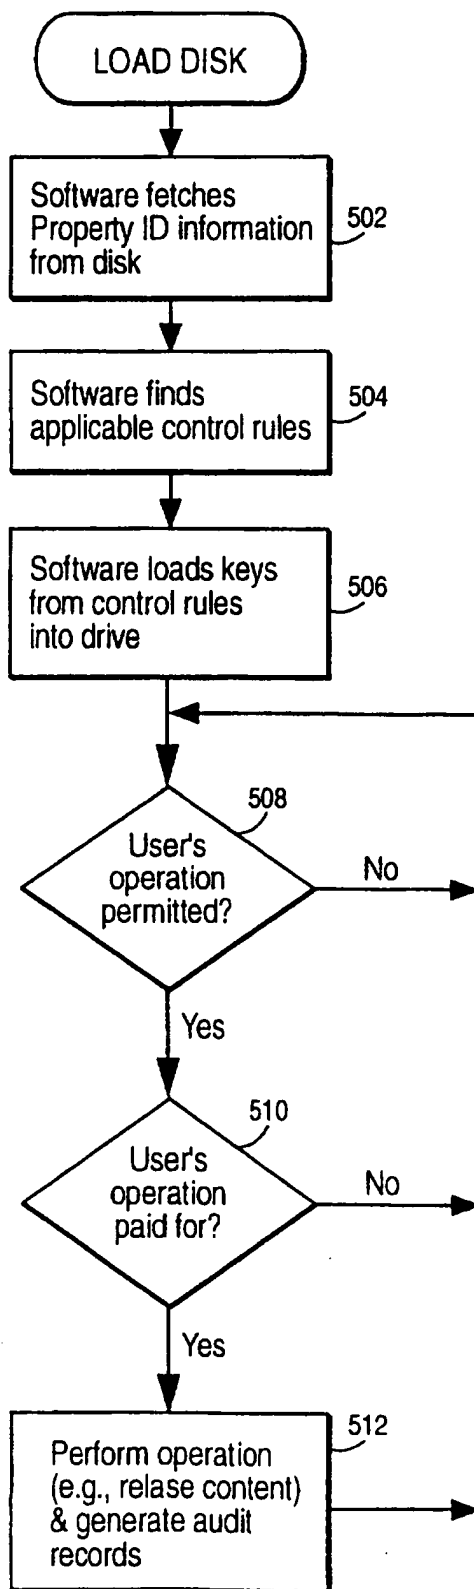 LOAD DISK
Software fetches
Property ID information
from disk
502
Software finds
applicable control rules
504
Software loads keys
from control rules
into drive
506
508
User's
operation
permitted?
No
Yes
510
User's
operation
paid for?
No
Yes
512
Perform operation
(e.g., relase content)
& generate audit
records